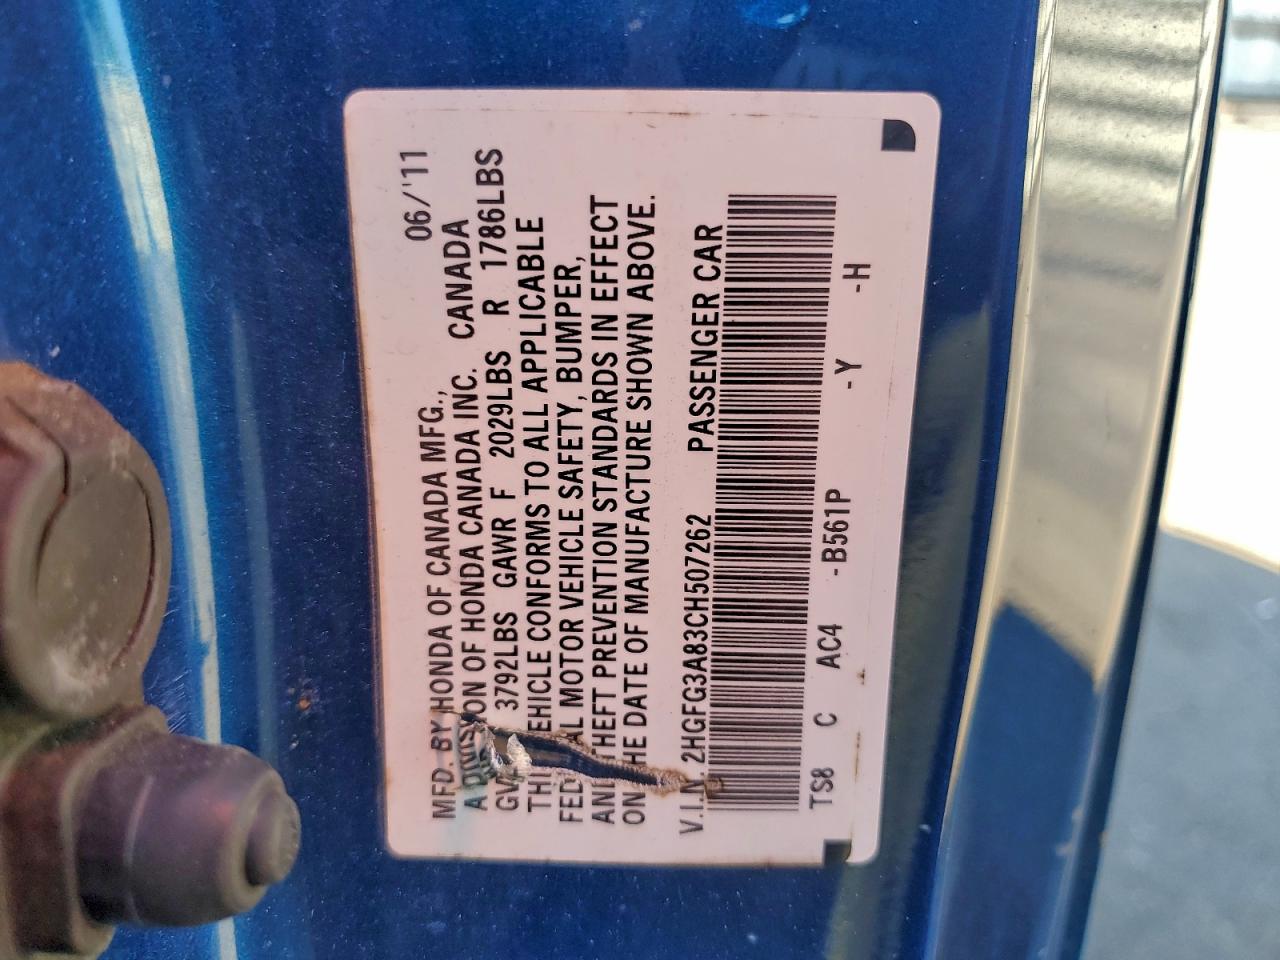 MFD. BY HONDA OF CANADA MFG., 06/'11
A DIVISION OF HONDA CANADA INC. CANADA
3792LBS GAWR F 2029LBS R 1786LBS
VEHICLE CONFORMS TO ALL APPLICABLE
MOTOR VEHICLE SAFETY, BUMPER,
AND THEFT PREVENTION STANDARDS IN EFFECT
ON THE DATE OF MANUFACTURE SHOWN ABOVE.
V.I.N. 2HGFG3A83CH507262 PASSENGER CAR
TS8 C AC4 -B561P -Y -H